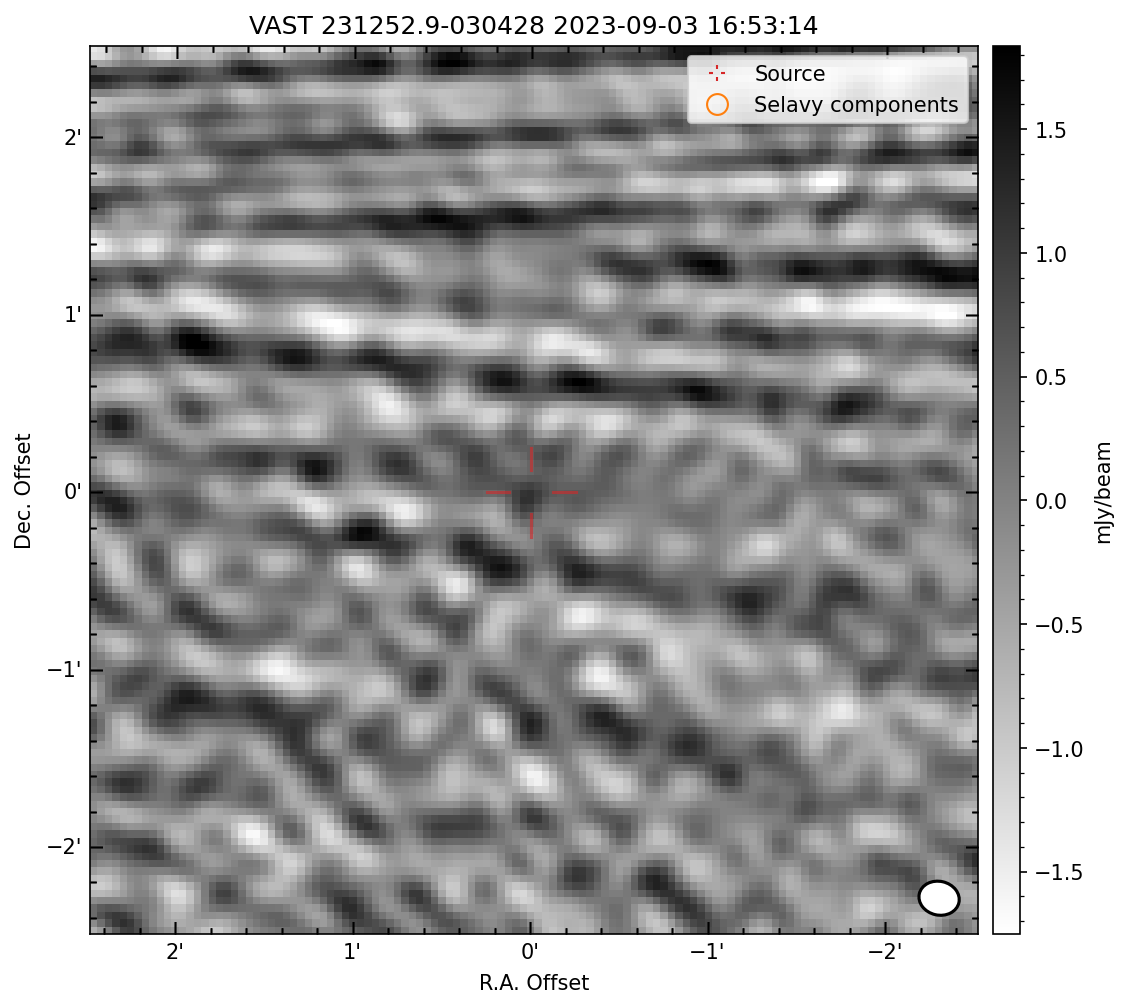 VAST 231252.9-030428 2023-09-03 16:53:14
Source
Selavy components
2'
1'
0'
−1'
−2'
Dec. Offset
2'
1'
0'
−1'
−2'
R.A. Offset
1.5
1.0
0.5
0.0
−0.5
−1.0
−1.5
mJy/beam